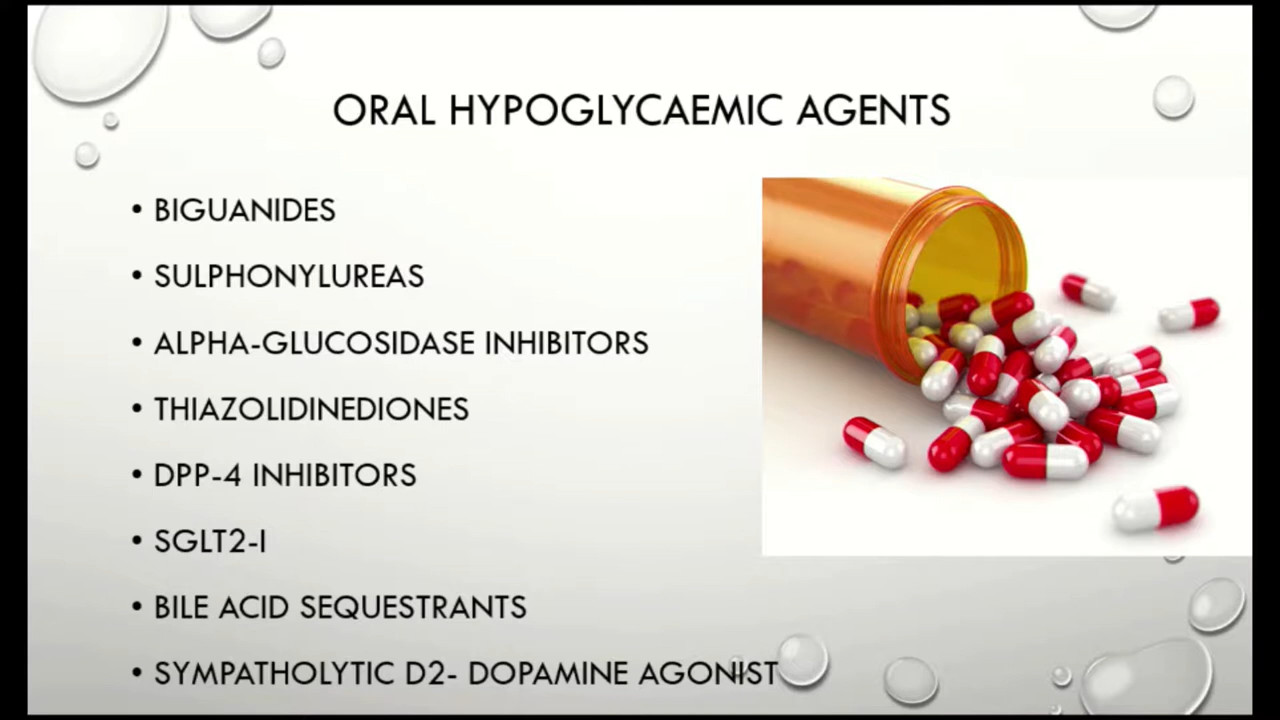 ORAL HYPOGLYCAEMIC AGENTS
• BIGUANIDES
• SULPHONYLUREAS
• ALPHA-GLUCOSIDASE INHIBITORS
• THIAZOLIDINEDIONES
• DPP-4 INHIBITORS
• SGLT2-I
• BILE ACID SEQUESTRANTS
• SYMPATHOLYTIC D2- DOPAMINE AGONIST